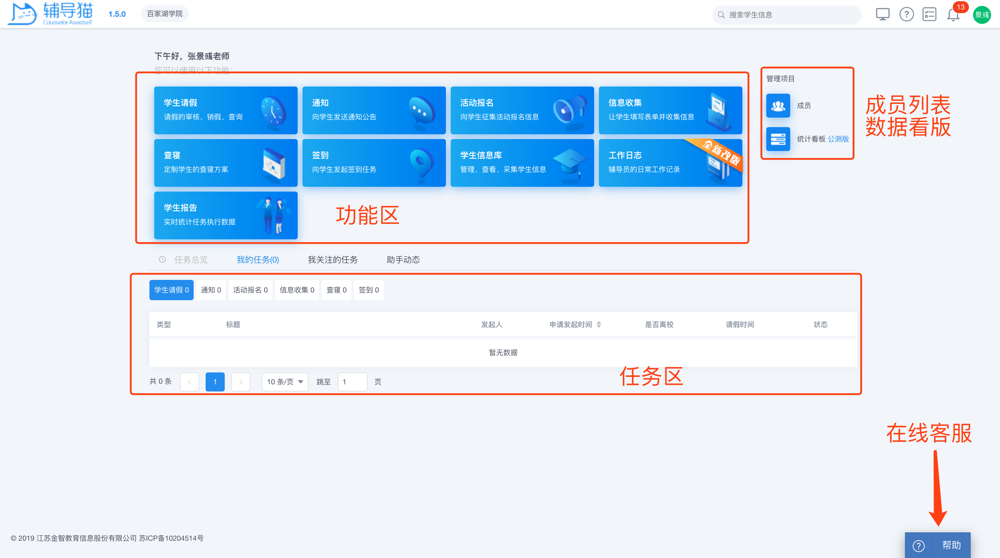 辅导猫
Counselor AssistanT
1.5.0
百家湖学院
搜索学生信息
13
景彧
下午好，张景彧老师
您可以使用以下功能：
学生请假
请假的审核、销假、查询
通知
向学生发送通知公告
活动报名
向学生征集活动报名信息
信息收集
让学生填写表单并收集信息
CAT
查寝
定制学生的查寝方案
签到
向学生发起签到任务
学生信息库
管理、查看、采集学生信息
工作日志
辅导员的日常工作记录
全新改版
学生报告
实时统计任务执行数据
功能区
管理项目
成员
统计看板 公测版
成员列表
数据看版
任务总览
我的任务(0)
我关注的任务
助手动态
学生请假 0
通知 0
活动报名 0
信息收集 0
查寝 0
签到 0
类型
标题
发起人
申请发起时间
是否离校
请假时间
状态
暂无数据
任务区
共 0 条
1
10 条/页
跳至
1
页
在线客服
© 2019 江苏金智教育信息股份有限公司 苏ICP备10204514号
帮助